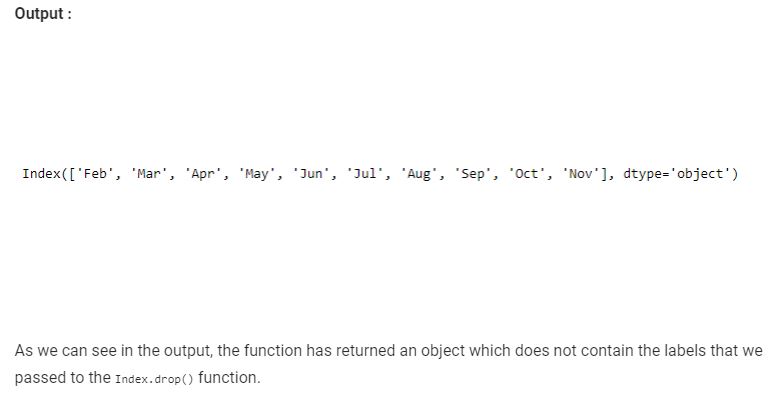 Output :
Index(['Feb', 'Mar', 'Apr', 'May', 'Jun', 'Jul', 'Aug', 'Sep', 'Oct', 'Nov'], dtype='object')
As we can see in the output, the function has returned an object which does not contain the labels that we
passed to the Index.drop() function.